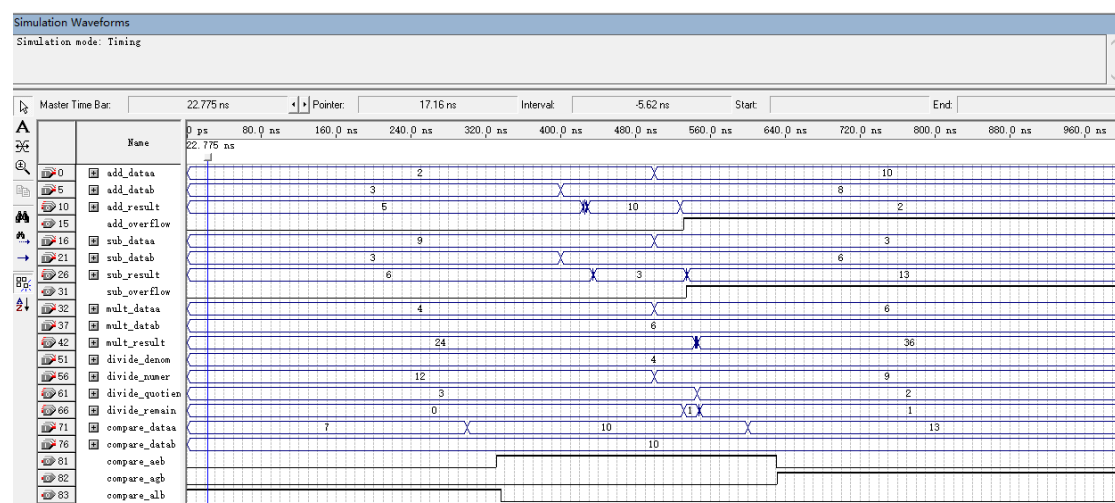 Simulation Waveforms
Simulation mode: Timing
Master Time Bar: 22.775 ns Pointer: 17.16 ns Interval: -5.62 ns Start: End:
Name
0 ps 80.0 ns 160.0 ns 240.0 ns 320.0 ns 400.0 ns 480.0 ns 560.0 ns 640.0 ns 720.0 ns 800.0 ns 880.0 ns 960.0 ns
22.775 ns
0 add_dataa 2 10
5 add_datab 3 8
10 add_result 5 10 2
15 add_overflow
16 sub_dataa 9 3
21 sub_datab 3 6
26 sub_result 6 3 13
31 sub_overflow
32 mult_dataa 4 6
37 mult_datab 6
42 mult_result 24 36
51 divide_denom 4
56 divide_numer 12 9
61 divide_quotien 3 2
66 divide_remain 0 1 1
71 compare_dataa 7 10 13
76 compare_datab 10
81 compare_aeb
82 compare_agb
83 compare_alb